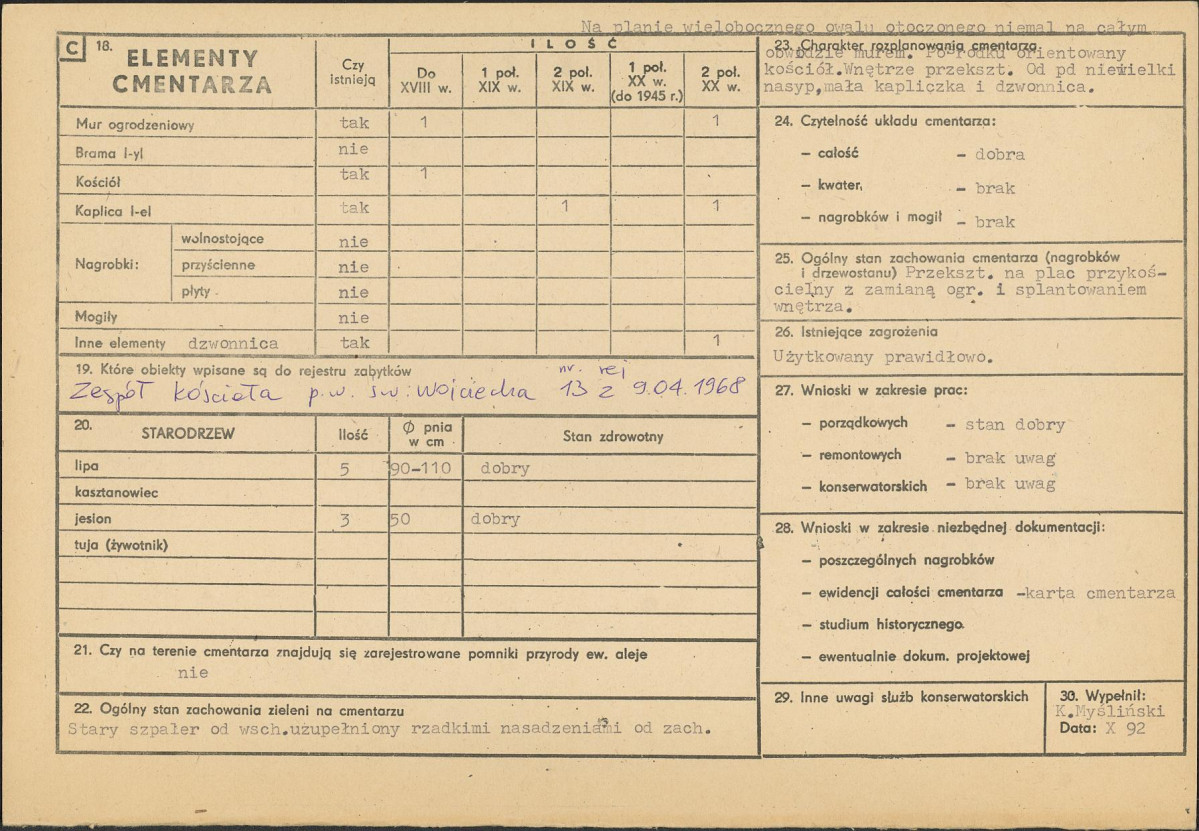 Na planie wielobocznego owalu otoczonego niemal na całym
C 18. ELEMENTY CMENTARZA
Czy istnieją
ILOŚĆ
Do XVIII w.
1 poł. XIX w.
2 poł. XIX w.
1 poł. XX w. (do 1945 r.)
2 poł. XX w.
Mur ogrodzeniowy tak 1 1
Brama I-yl nie
Kościół tak 1
Kaplica I-el tak 1 1
Nagrobki:
wolnostojące nie
przyścienne nie
płyty nie
Mogiły nie
Inne elementy dzwonnica tak 1
19. Które obiekty wpisane są do rejestru zabytków
Zespół kościoła p.w. św. Wojciecha nr. rej 13 z 9.04.1968
20. STARODRZEW Ilość Ø pnia w cm Stan zdrowotny
lipa 5 90-110 dobry
kasztanowiec
jesion 3 50 dobry
tuja (żywotnik)
21. Czy na terenie cmentarza znajdują się zarejestrowane pomniki przyrody ew. aleje
nie
22. Ogólny stan zachowania zieleni na cmentarzu
Stary szpaler od wsch.uzupełniony rzadkimi nasadzeniami od zach.
23. Charakter rozplanowania cmentarza
obwodzie murem. Pośrodku orientowany
kościół.Wnętrze przekszt. Od pd niewielki
nasyp,mała kapliczka i dzwonnica.
24. Czytelność układu cmentarza:
— całość - dobra
— kwater, - brak
— nagrobków i mogił - brak
25. Ogólny stan zachowania cmentarza (nagrobków
i drzewostanu) Przekszt. na plac przykoś-
cielny z zamianą ogr. i splantowaniem
wnętrza.
26. Istniejące zagrożenia
Użytkowany prawidłowo.
27. Wnioski w zakresie prac:
— porządkowych - stan dobry
— remontowych - brak uwag
— konserwatorskich - brak uwag
28. Wnioski w zakresie niezbędnej dokumentacji:
— poszczególnych nagrobków
— ewidencji całości cmentarza -karta cmentarza
— studium historycznego.
— ewentualnie dokum. projektowej
29. Inne uwagi służb konserwatorskich
30. Wypełnił:
K.Myśliński
Data: X 92